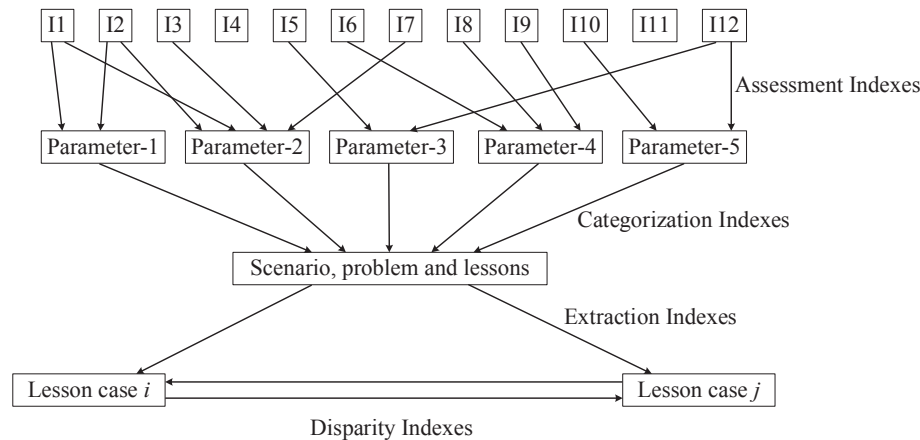 I1 I2 I3 I4 I5 I6 I7 I8 I9 I10 I11 I12
Assessment Indexes
Parameter-1 Parameter-2 Parameter-3 Parameter-4 Parameter-5
Categorization Indexes
Scenario, problem and lessons
Extraction Indexes
Lesson case i Lesson case j
Disparity Indexes